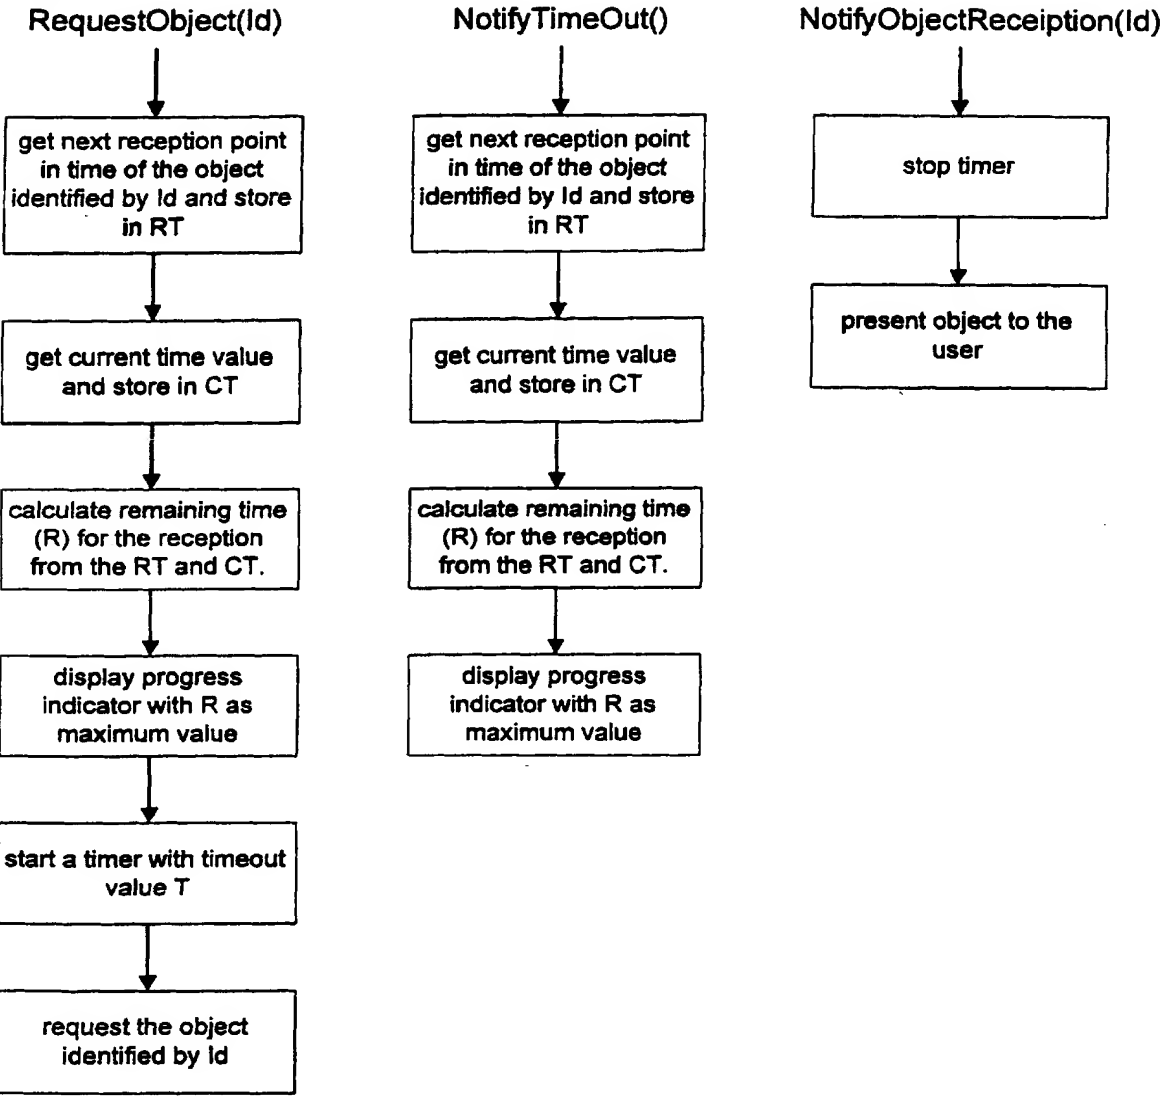 RequestObject(Id)
get next reception point
in time of the object
identified by Id and store
in RT
get current time value
and store in CT
calculate remaining time
(R) for the reception
from the RT and CT.
display progress
indicator with R as
maximum value
start a timer with timeout
value T
request the object
identified by Id
NotifyTimeOut()
get next reception point
in time of the object
identified by Id and store
in RT
get current time value
and store in CT
calculate remaining time
(R) for the reception
from the RT and CT.
display progress
indicator with R as
maximum value
NotifyObjectReceiption(Id)
stop timer
present object to the
user